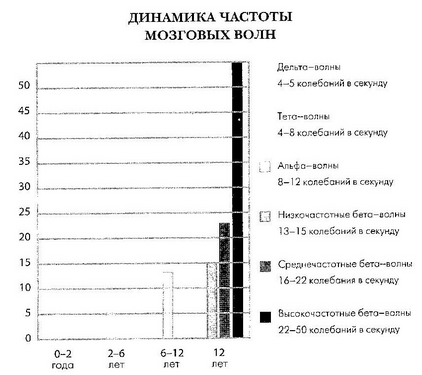 ДИНАМИКА ЧАСТОТЫ
МОЗГОВЫХ ВОЛН
50
45
40
35
30
25
20
15
10
5
0
0–2
года
2–6
лет
6–12
лет
12
лет
Дельта–волны
4–5 колебаний в секунду
Тета–волны
4–8 колебаний в секунду
Альфа–волны
8–12 колебаний в секунду
Низкочастотные бета–волны
13–15 колебаний в секунду
Среднечастотные бета–волны
16–22 колебания в секунду
Высокочастотные бета–волны
22–50 колебаний в секунду